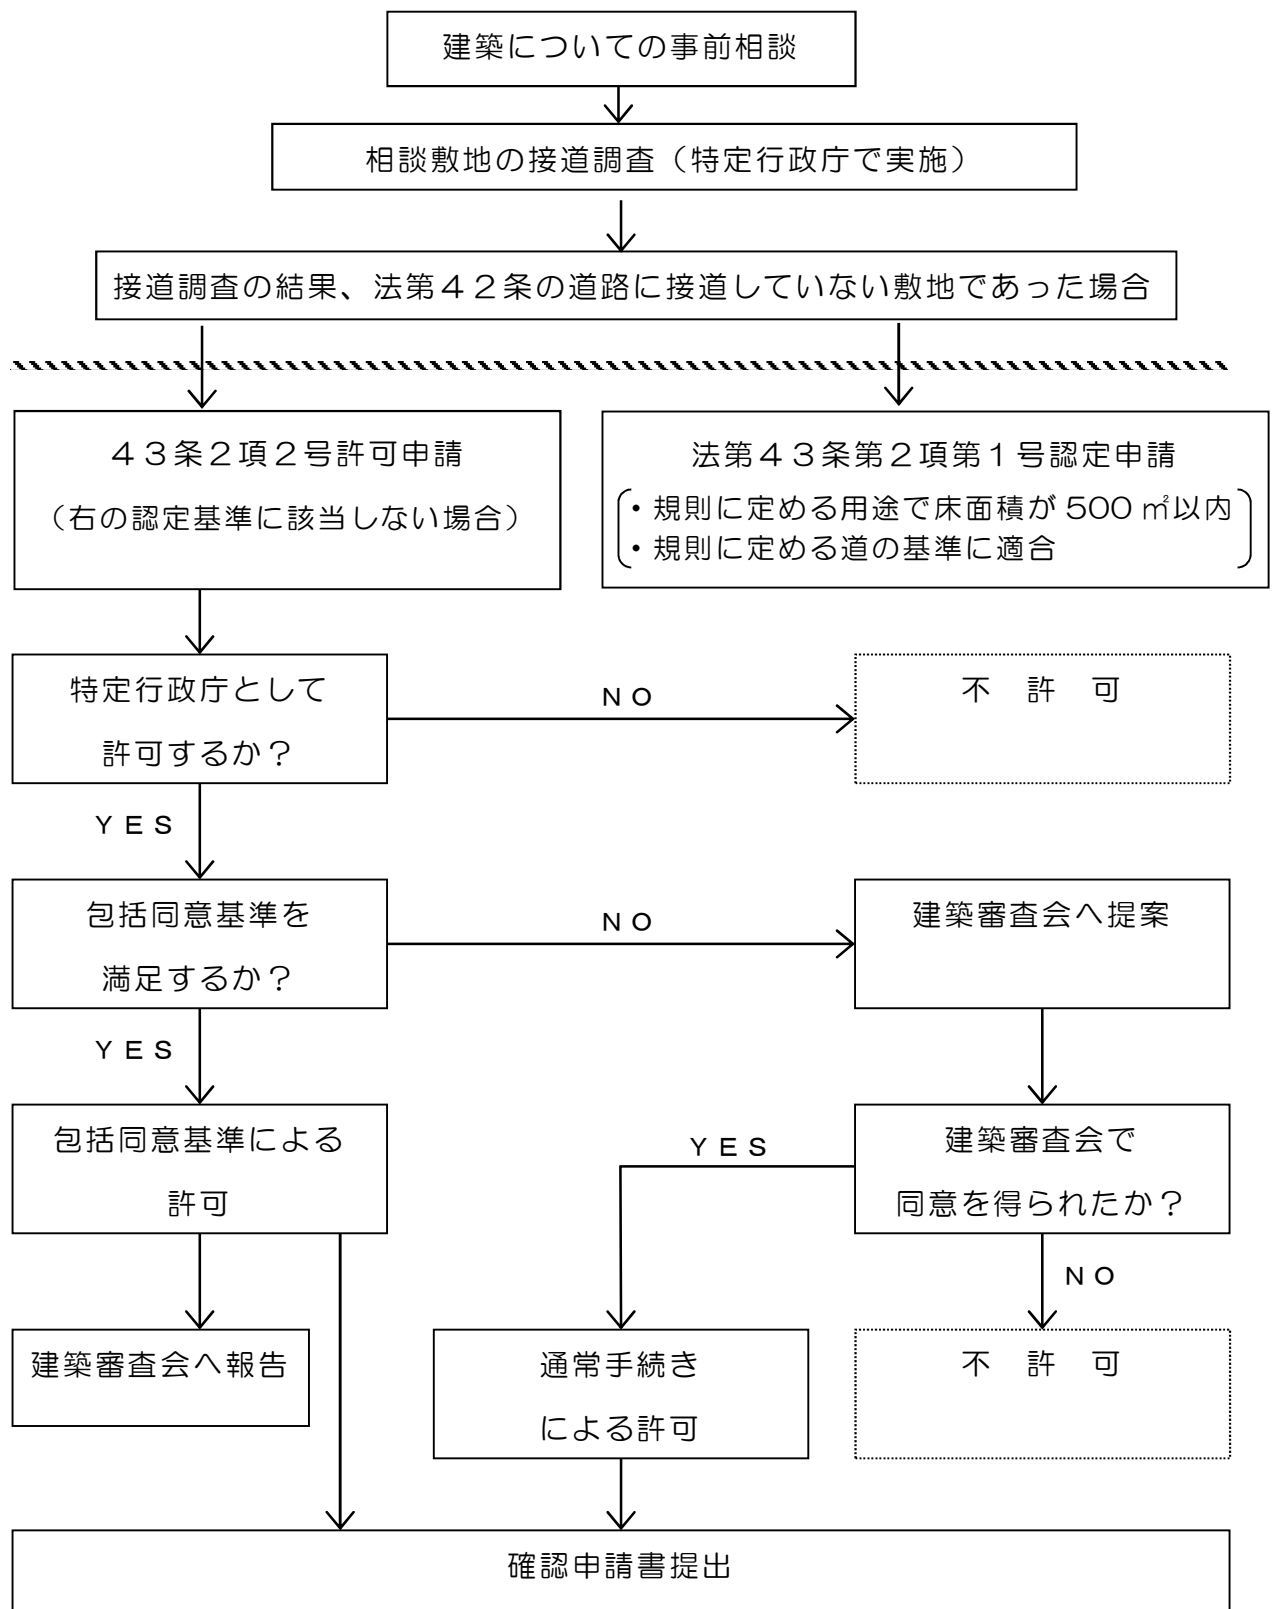 建築についての事前相談
相談敷地の接道調査（特定行政庁で実施）
接道調査の結果、法第４２条の道路に接道していない敷地であった場合
４３条２項２号許可申請
（右の認定基準に該当しない場合）
法第４３条第２項第１号認定申請
・規則に定める用途で床面積が 500 ㎡以内
・規則に定める道の基準に適合
特定行政庁として
許可するか？
ＮＯ
不　許　可
ＹＥＳ
包括同意基準を
満足するか？
ＮＯ
建築審査会へ提案
ＹＥＳ
包括同意基準による
許可
ＹＥＳ
建築審査会で
同意を得られたか？
ＮＯ
建築審査会へ報告
通常手続き
による許可
不　許　可
確認申請書提出